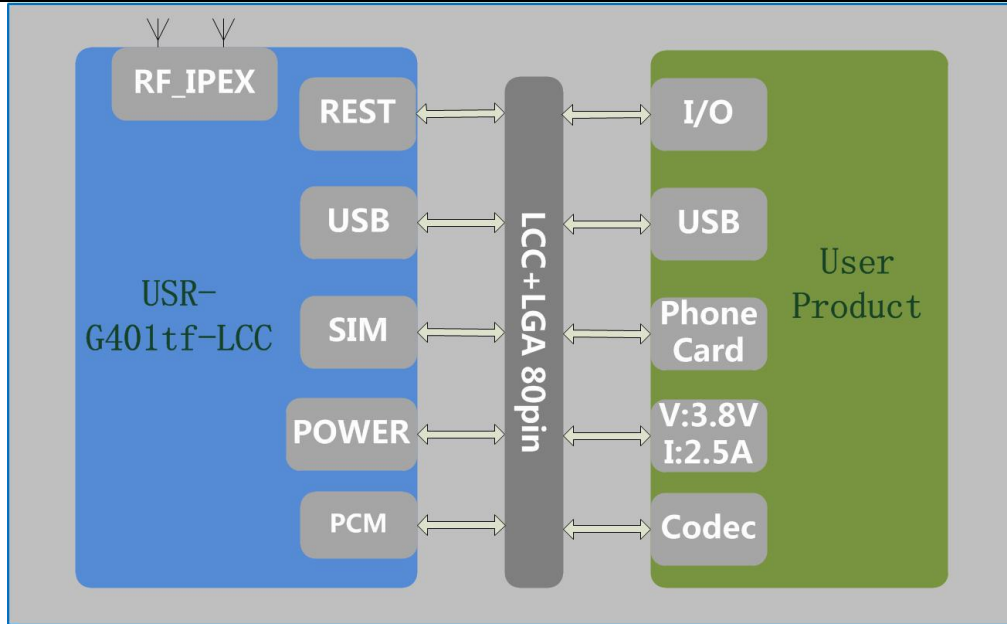 RF_IPEX
REST
USB
SIM
POWER
PCM
USR-
G401tf-LCC
LCC+LGA 80pin
I/O
USB
Phone
Card
V:3.8V
I:2.5A
Codec
User
Product